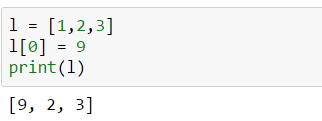 l = [1,2,3]
l[0] = 9
print(l)
[9, 2, 3]